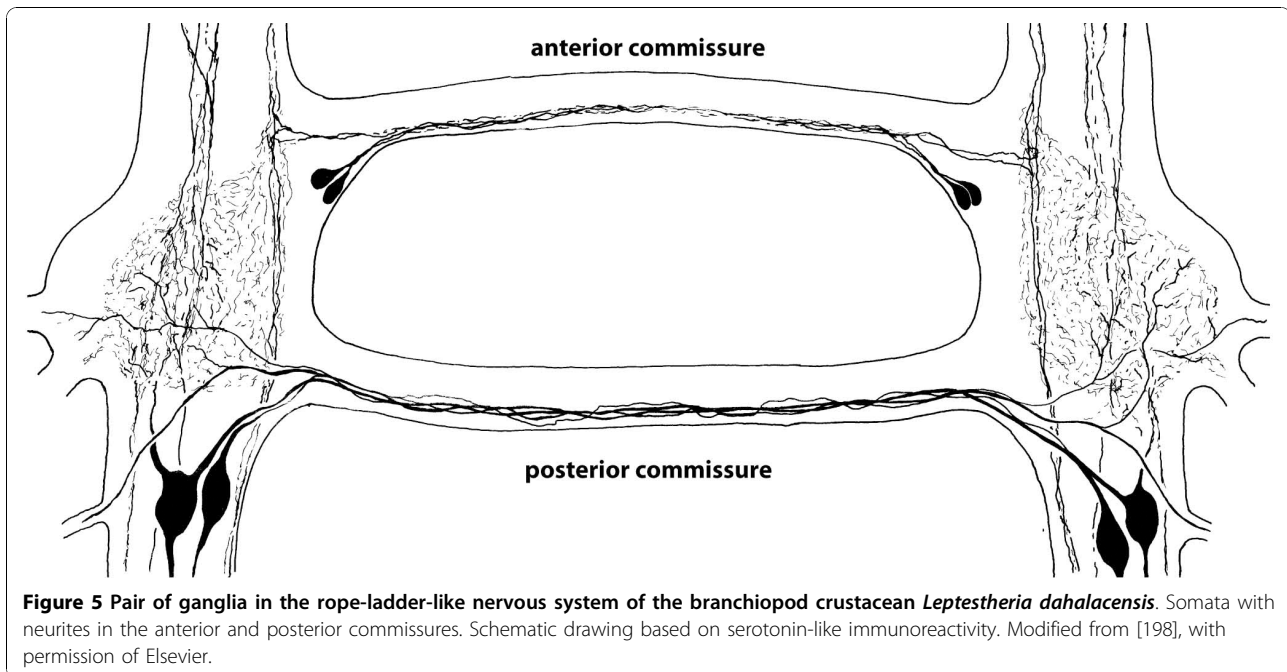 anterior commissure
posterior commissure
Figure 5 Pair of ganglia in the rope-ladder-like nervous system of the branchiopod crustacean Leptestheria dahalacensis. Somata with
neurites in the anterior and posterior commissures. Schematic drawing based on serotonin-like immunoreactivity. Modified from [198], with
permission of Elsevier.